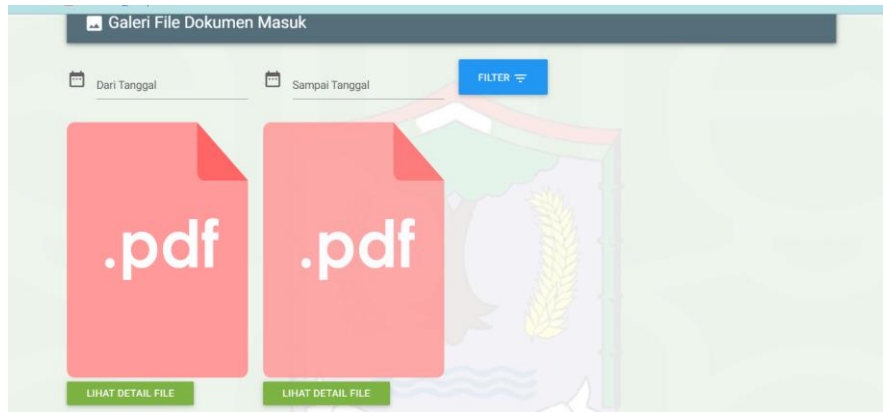 Galeri File Dokumen Masuk
Dari Tanggal
Sampai Tanggal
FILTER
.pdf
.pdf
LIHAT DETAIL FILE
LIHAT DETAIL FILE